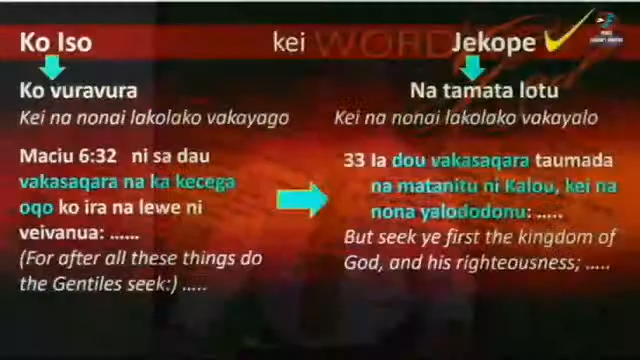 Ko Iso kei WORD Jekope
Ko vuravura
Kei na nonai lakolako vakayago
Maciu 6:32 ni sa dau
vakasaqara na ka kecega
oqo ko ira na lewe ni
veivanua: ......
(For after all these things do
the Gentiles seek:) .....
Na tamata lotu
Kei na nonai lakolako vakayalo
33 Ia dou vakasaqara taumada
na matanitu ni Kalou, kei na
nona yalododonu: .....
But seek ye first the kingdom of
God, and his righteousness; .....